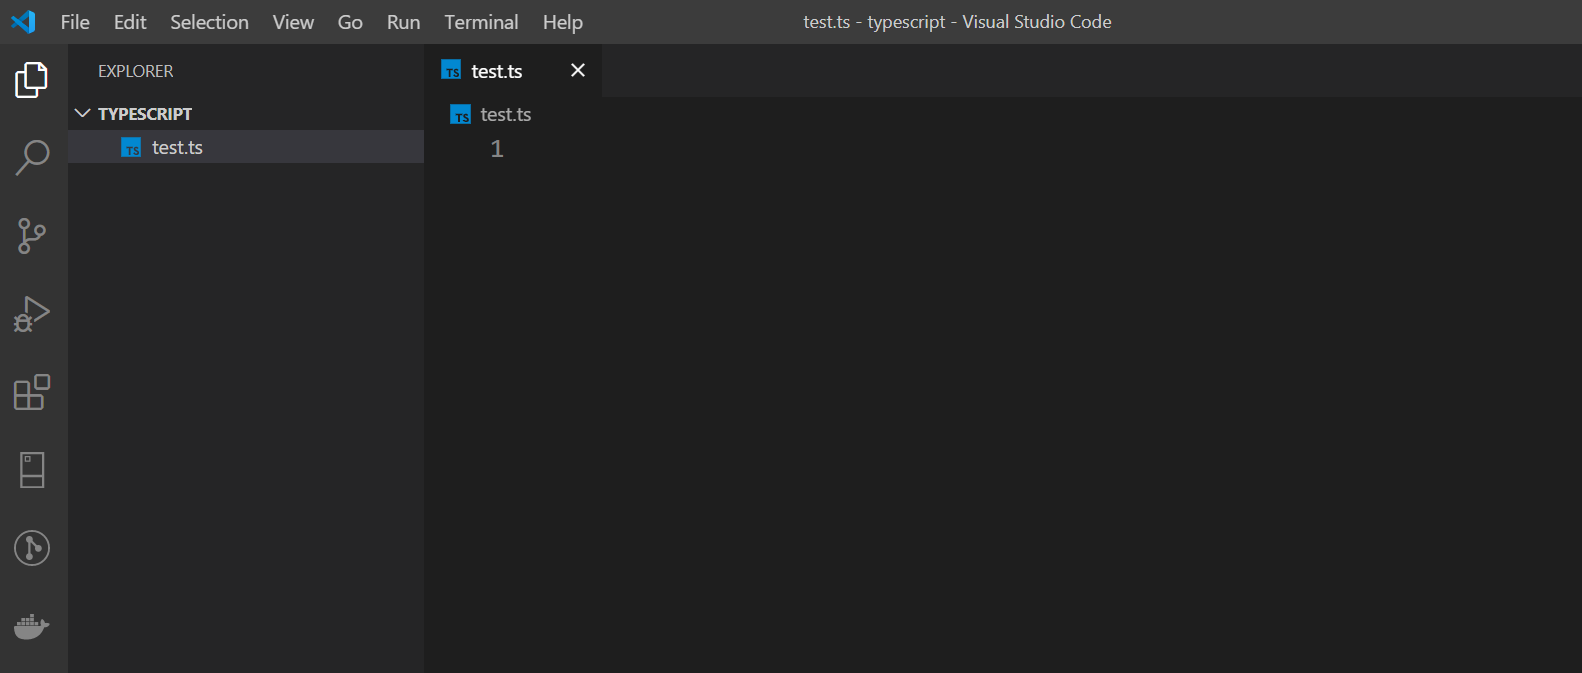 File Edit Selection View Go Run Terminal Help test.ts - typescript - Visual Studio Code
EXPLORER
TYPESCRIPT
TS test.ts
TS test.ts
TS test.ts
1